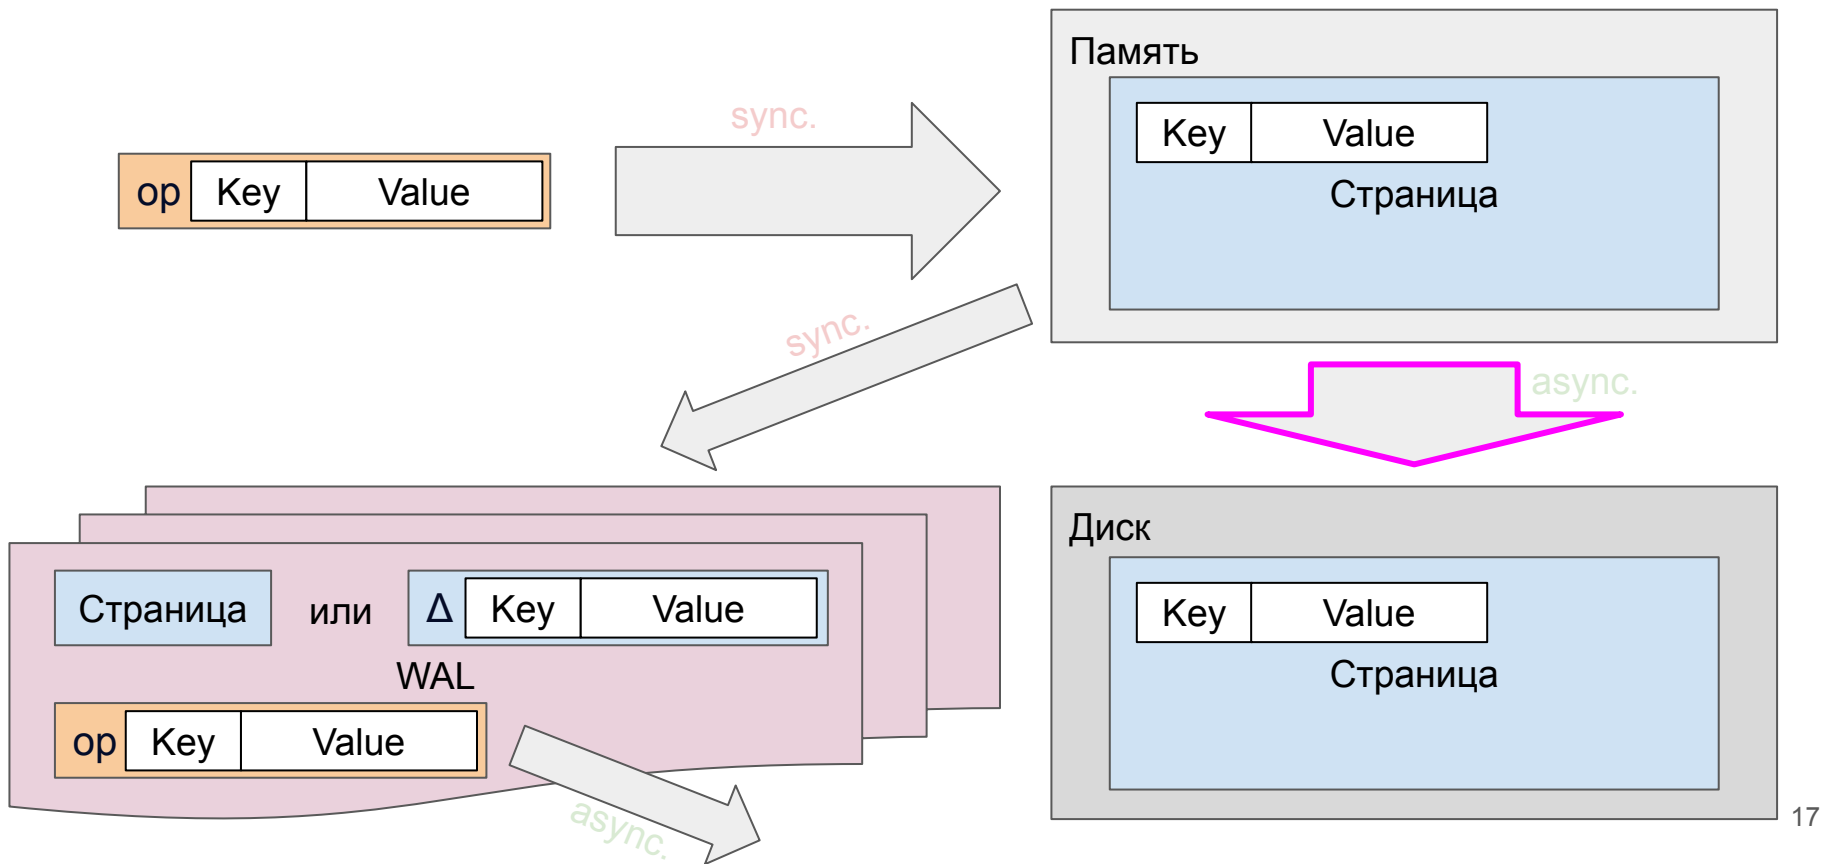 Память
sync.
Key Value
op Key Value
Страница
sync.
async.
Диск
Страница или Δ Key Value
Key Value
WAL
Страница
op Key Value
async.
17